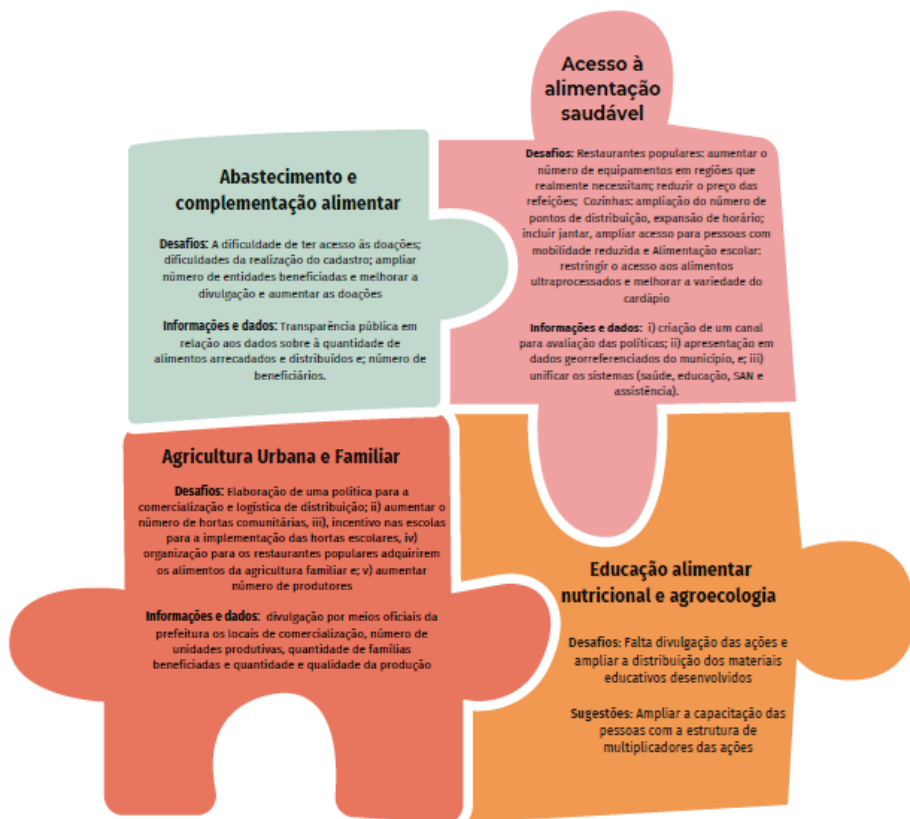 Abastecimento e
complementação alimentar
Desafios: A dificuldade de ter acesso às doações;
dificuldades da realização do cadastro; ampliar
número de entidades beneficiadas e melhorar a
divulgação e aumentar as doações
Informações e dados: Transparência pública em
relação aos dados sobre à quantidade de
alimentos arrecadados e distribuídos e; número de
beneficiários.
Acesso à
alimentação
saudável
Desafios: Restaurantes populares: aumentar o
número de equipamentos em regiões que
realmente necessitam; reduzir o preço das
refeições; Cozinhas: ampliação do número de
pontos de distribuição, expansão de horário;
incluir jantar, ampliar acesso para pessoas com
mobilidade reduzida e Alimentação escolar:
restringir o acesso aos alimentos
ultraprocessados e melhorar a variedade do
cardápio
Informações e dados: i) criação de um canal
para avaliação das políticas; ii) apresentação em
dados georreferenciados do município, e; iii)
unificar os sistemas (saúde, educação, SAN e
assistência).
Agricultura Urbana e Familiar
Desafios: Elaboração de uma política para a
comercialização e logística de distribuição; ii) aumentar o
número de hortas comunitárias, iii), incentivo nas escolas
para a implementação das hortas escolares, iv)
organização para os restaurantes populares adquirirem
os alimentos da agricultura familiar e; v) aumentar
número de produtores
Informações e dados: divulgação por meios oficiais da
prefeitura os locais de comercialização, número de
unidades produtivas, quantidade de famílias
beneficiadas e quantidade e qualidade da produção
Educação alimentar
nutricional e agroecologia
Desafios: Falta divulgação das ações e
ampliar a distribuição dos materiais
educativos desenvolvidos
Sugestões: Ampliar a capacitação das
pessoas com a estrutura de
multiplicadores das ações